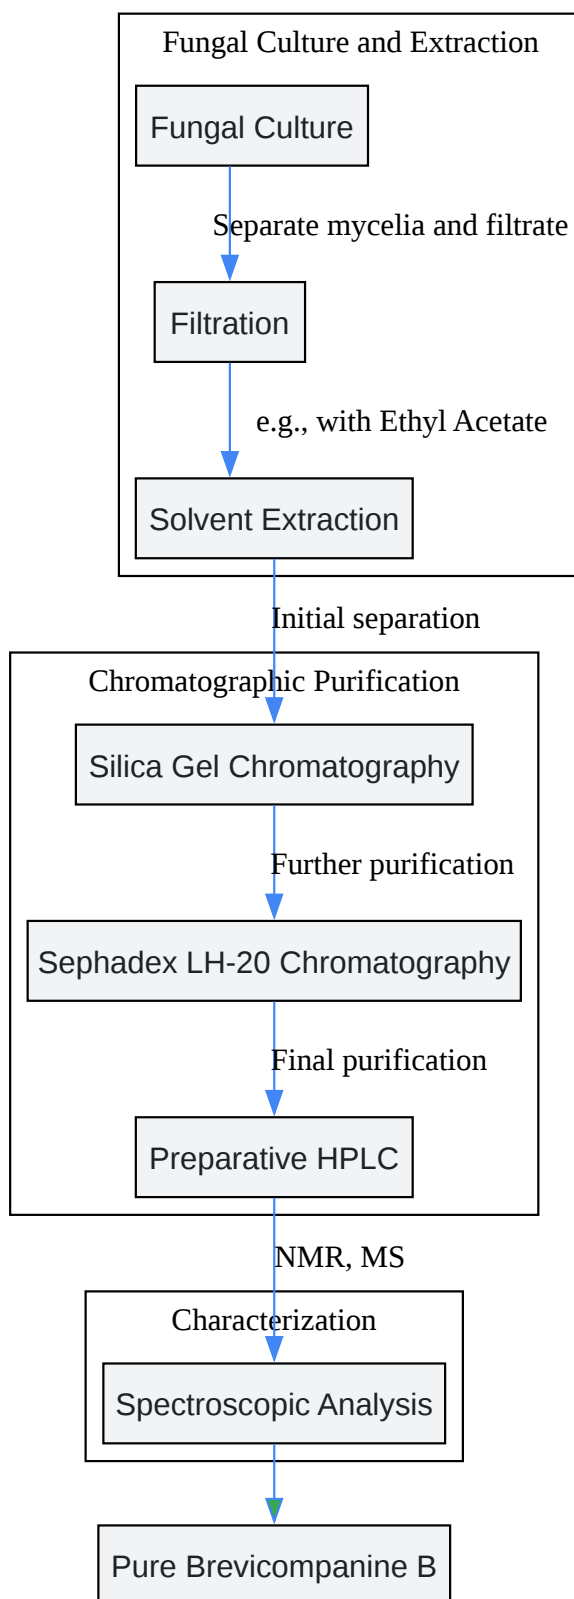 Fungal Culture and Extraction
Fungal Culture
Separate mycelia and filtrate
Filtration
e.g., with Ethyl Acetate
Solvent Extraction
Initial separation
Chromatographic Purification
Silica Gel Chromatography
Further purification
Sephadex LH-20 Chromatography
Final purification
Preparative HPLC
NMR, MS
Characterization
Spectroscopic Analysis
Pure Brevicompanine B